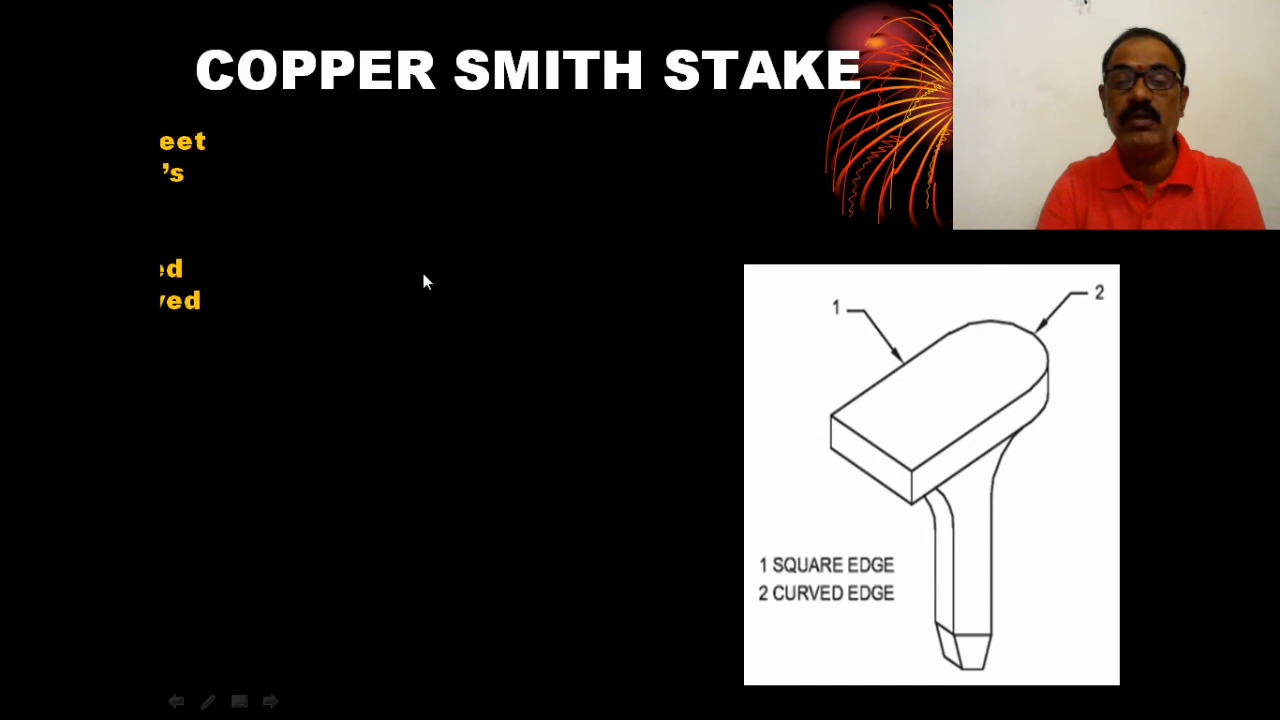 COPPER SMITH STAKE
eet
's
ed
ved
1
2
1 SQUARE EDGE
2 CURVED EDGE